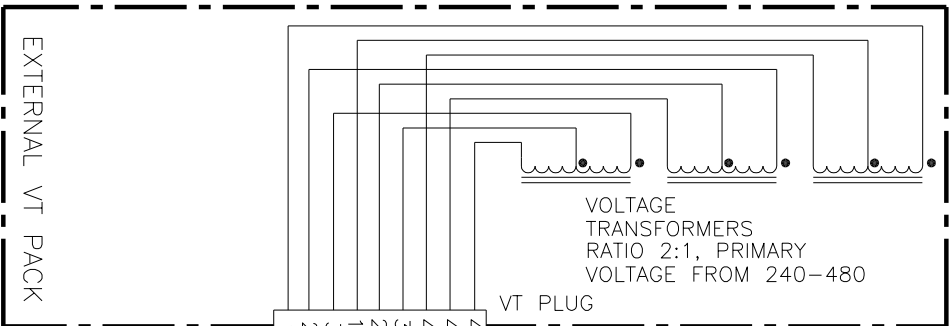 EXTERNAL VT PACK
VOLTAGE
TRANSFORMERS
RATIO 2:1, PRIMARY
VOLTAGE FROM 240-480
VT PLUG